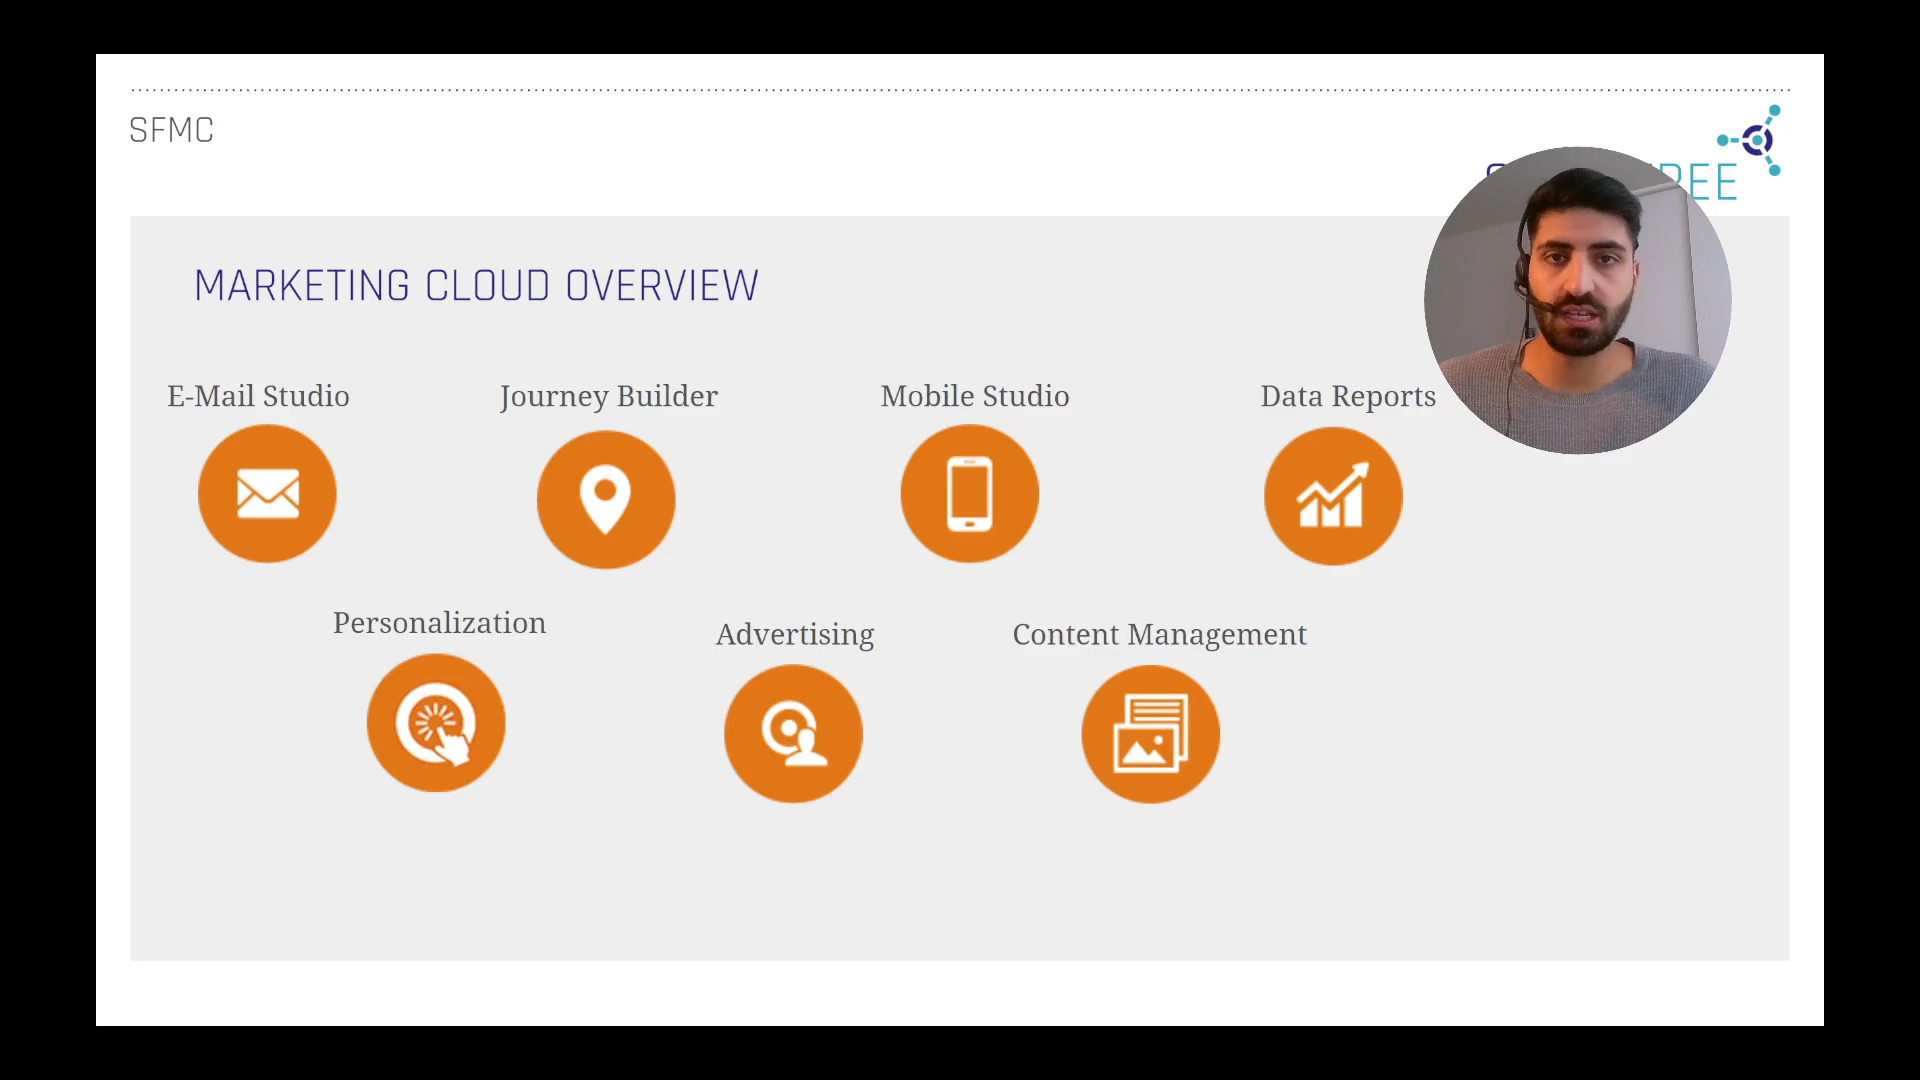 SFMC
MARKETING CLOUD OVERVIEW
E-Mail Studio
Journey Builder
Mobile Studio
Data Reports
Personalization
Advertising
Content Management